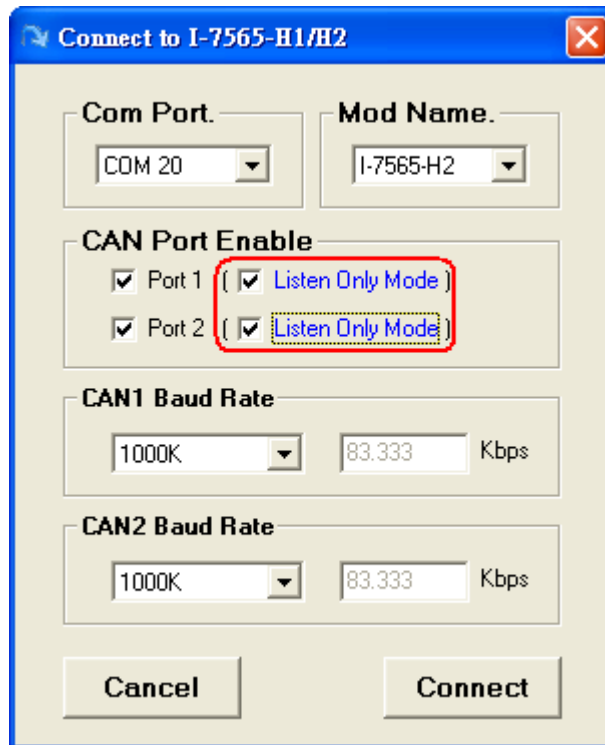 Connect to I-7565-H1/H2
Com Port. Mod Name.
COM 20 I-7565-H2
CAN Port Enable
Port 1 ( Listen Only Mode )
Port 2 ( Listen Only Mode )
CAN1 Baud Rate
1000K 83.333 Kbps
CAN2 Baud Rate
1000K 83.333 Kbps
Cancel Connect